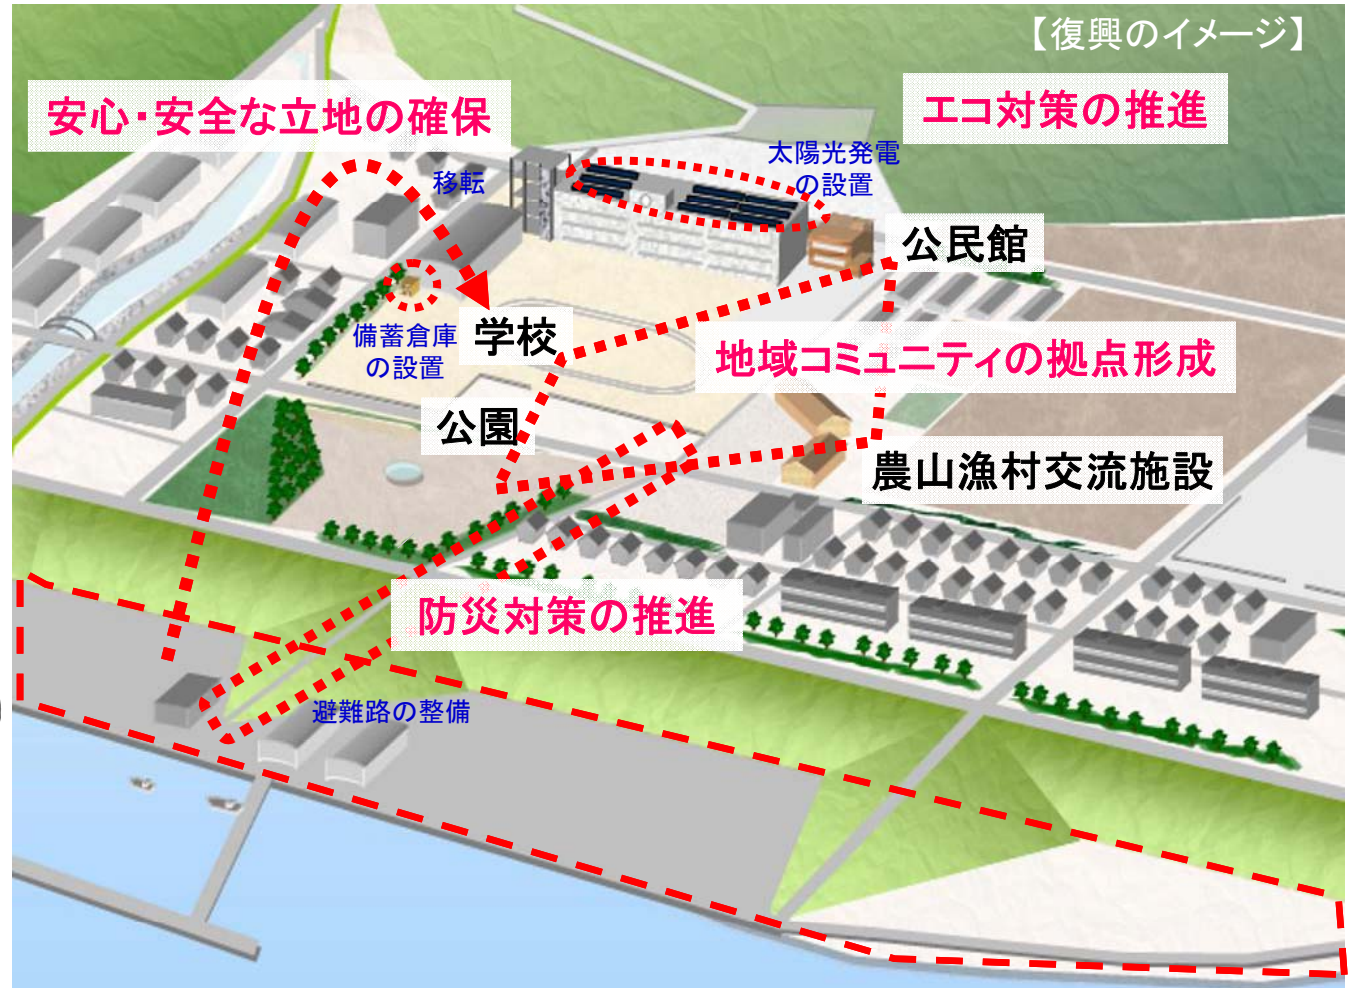 【復興のイメージ】
安心・安全な立地の確保
エコ対策の推進
移転
太陽光発電
の設置
公民館
備蓄倉庫
の設置
学校
地域コミュニティの拠点形成
公園
農山漁村交流施設
防災対策の推進
避難路の整備